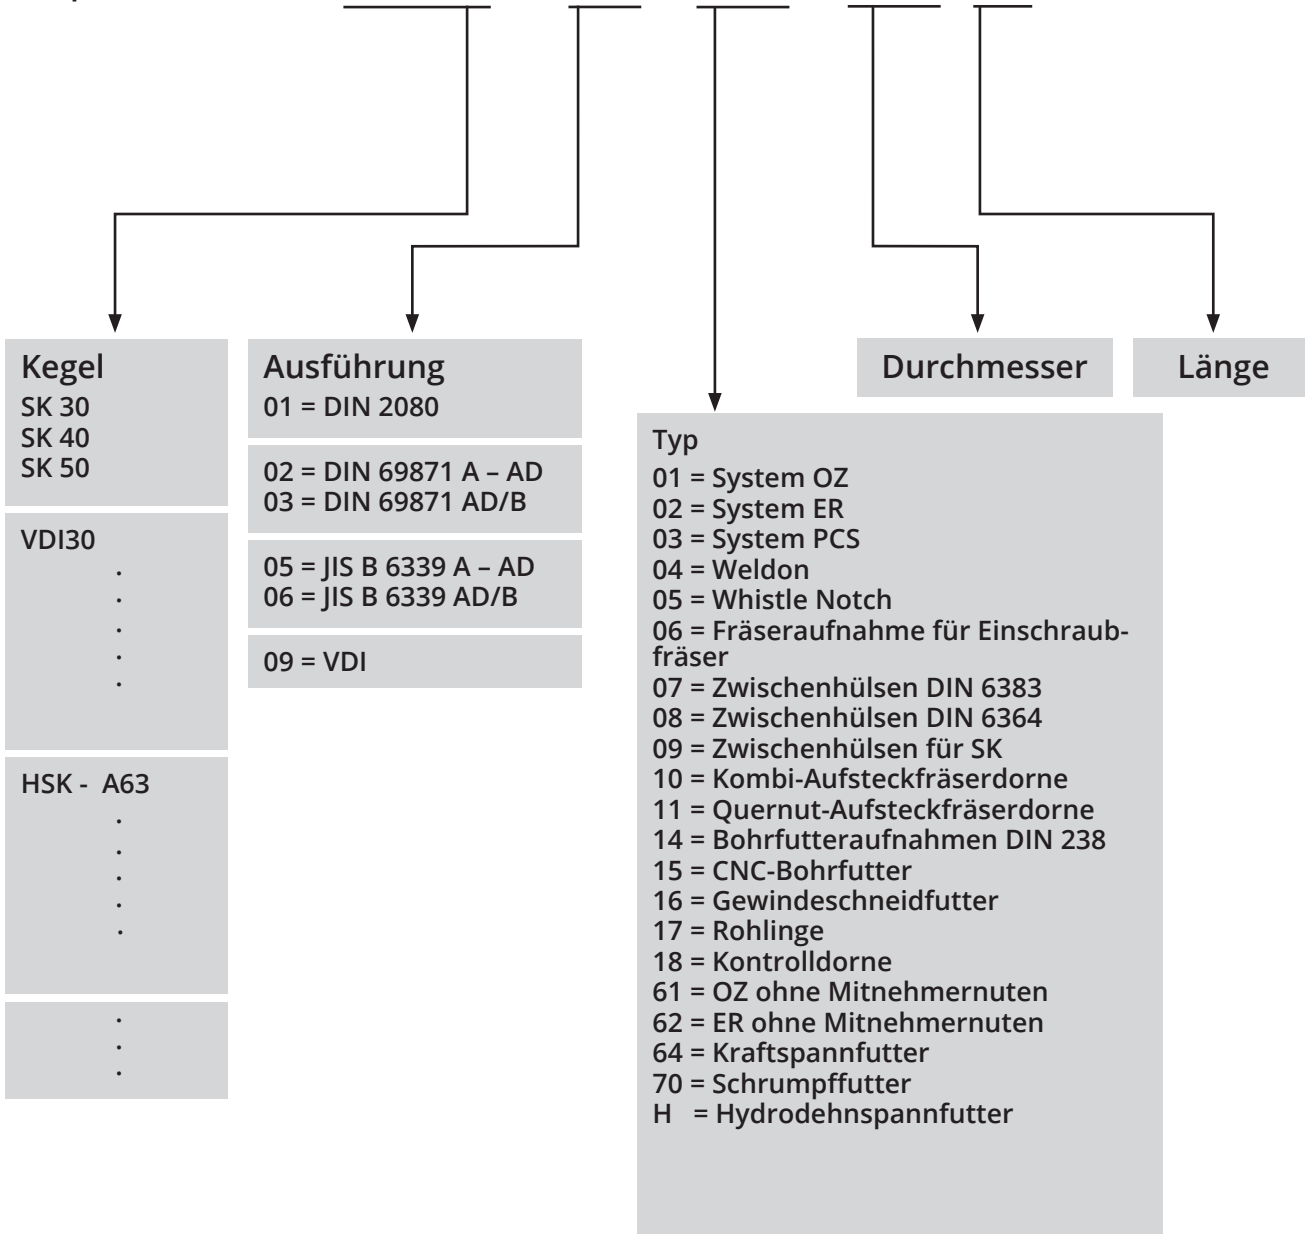 Kegel
SK 30
SK 40
SK 50
VDI30
.
.
.
.
.
HSK - A63
.
.
.
.
.
.
.
.
Ausführung
01 = DIN 2080
02 = DIN 69871 A – AD
03 = DIN 69871 AD/B
05 = JIS B 6339 A – AD
06 = JIS B 6339 AD/B
09 = VDI
Typ
01 = System OZ
02 = System ER
03 = System PCS
04 = Weldon
05 = Whistle Notch
06 = Fräseraufnahme für Einschraub-
fräser
07 = Zwischenhülsen DIN 6383
08 = Zwischenhülsen DIN 6364
09 = Zwischenhülsen für SK
10 = Kombi-Aufsteckfräserdorne
11 = Quernut-Aufsteckfräserdorne
14 = Bohrfutteraufnahmen DIN 238
15 = CNC-Bohrfutter
16 = Gewindeschneidfutter
17 = Rohlinge
18 = Kontrolldorne
61 = OZ ohne Mitnehmernuten
62 = ER ohne Mitnehmernuten
64 = Kraftspannfutter
70 = Schrumpffutter
H = Hydrodehnspannfutter
Durchmesser
Länge